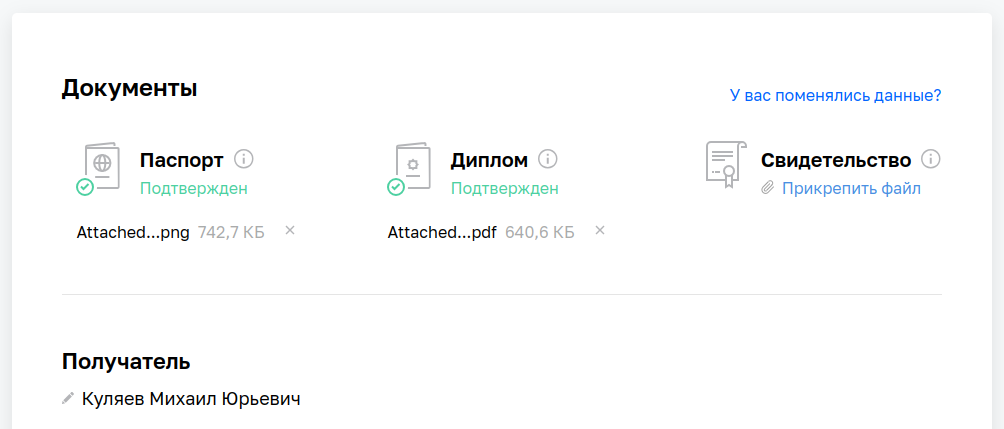 Документы
У вас поменялись данные?
Паспорт
Подтвержден
Attached...png 742,7 КБ
Диплом
Подтвержден
Attached...pdf 640,6 КБ
Свидетельство
Прикрепить файл
Получатель
Куляев Михаил Юрьевич